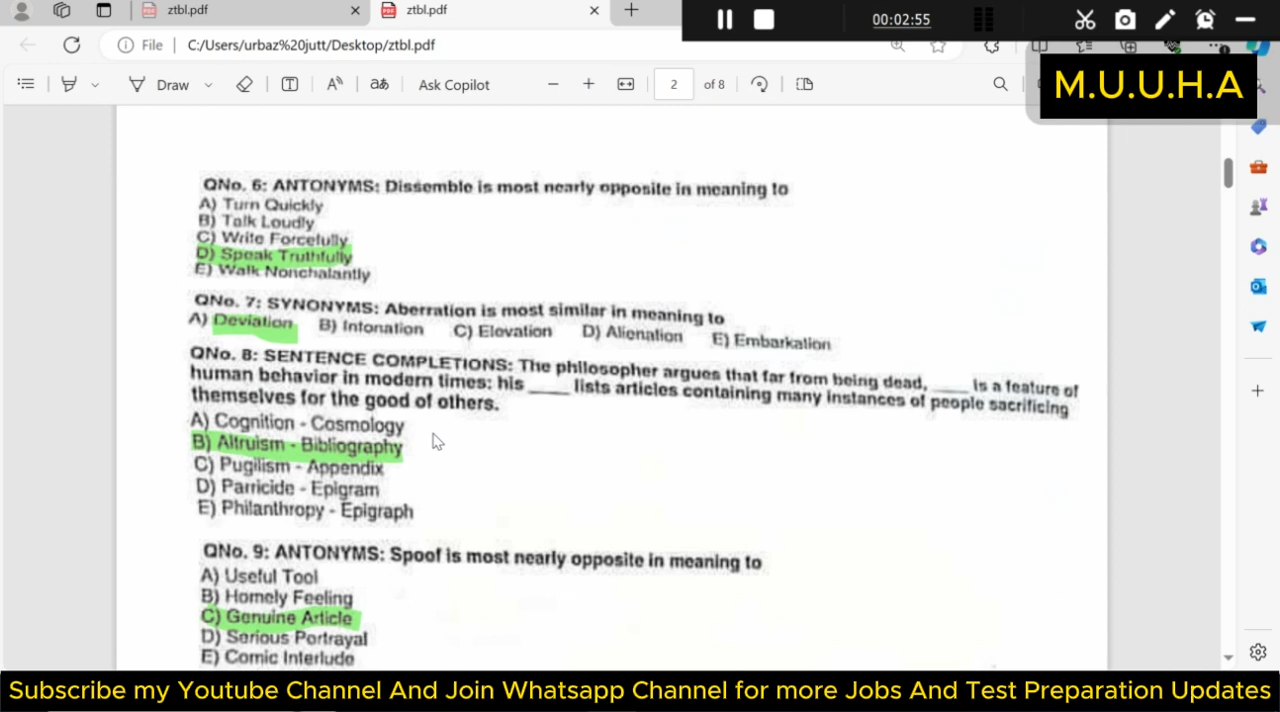 ztbl.pdf
ztbl.pdf
00:02:55
File
C:/Users/urbaz%20jutt/Desktop/ztbl.pdf
Draw
Ask Copilot
2 of 8
M.U.U.H.A
QNo. 6: ANTONYMS: Dissemble is most nearly opposite in meaning to
A) Turn Quickly
B) Talk Loudly
C) Write Forcefully
D) Speak Truthfully
E) Walk Nonchalantly
QNo. 7: SYNONYMS: Aberration is most similar in meaning to
A) Deviation B) Intonation C) Elevation D) Alienation E) Embarkation
QNo. 8: SENTENCE COMPLETIONS: The philosopher argues that far from being dead, ____ is a feature of
human behavior in modern times: his ____ lists articles containing many instances of people sacrificing
themselves for the good of others.
A) Cognition - Cosmology
B) Altruism - Bibliography
C) Pugilism - Appendix
D) Parricide - Epigram
E) Philanthropy - Epigraph
QNo. 9: ANTONYMS: Spoof is most nearly opposite in meaning to
A) Useful Tool
B) Homely Feeling
C) Genuine Article
D) Serious Portrayal
E) Comic Interlude
Subscribe my Youtube Channel And Join Whatsapp Channel for more Jobs And Test Preparation Updates